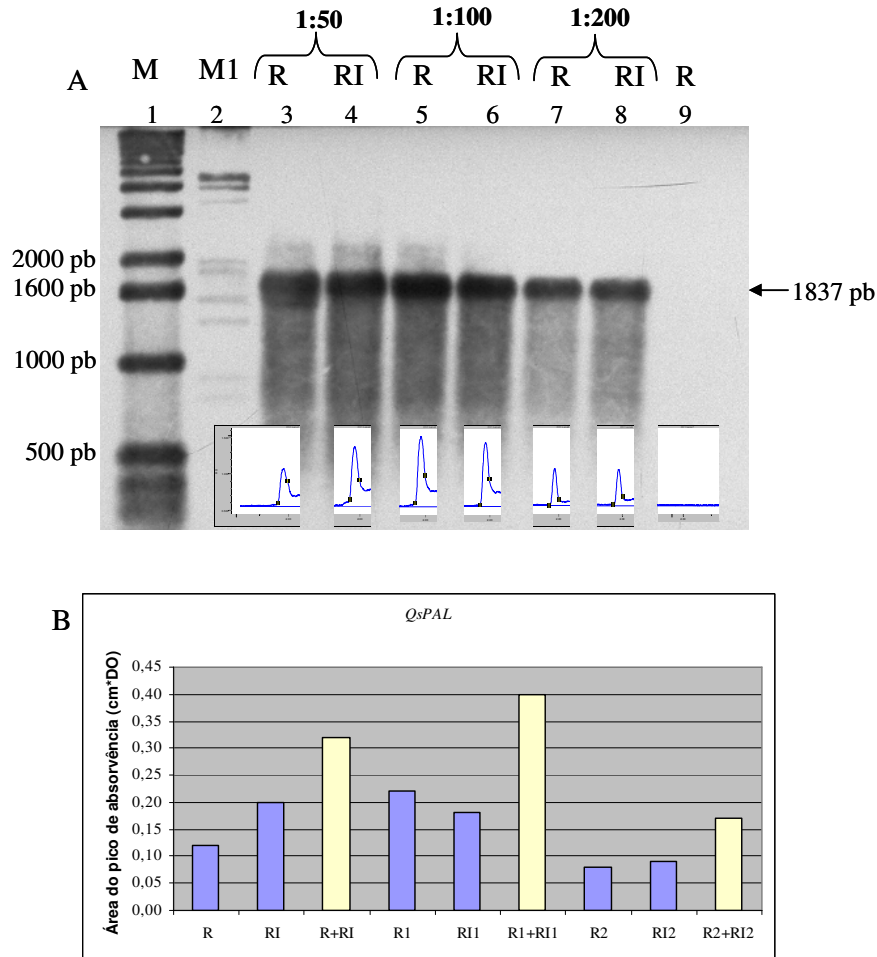 1:50 1:100 1:200
A M M1 R RI R RI R RI R
1 2 3 4 5 6 7 8 9
2000 pb
1600 pb
1837 pb
1000 pb
500 pb
B
QsPAL
Área do pico de absorvência (cm*DO)
0,45
0,40
0,35
0,30
0,25
0,20
0,15
0,10
0,05
0,00
R RI R+RI R1 RI1 R1+RI1 R2 RI2 R2+RI2